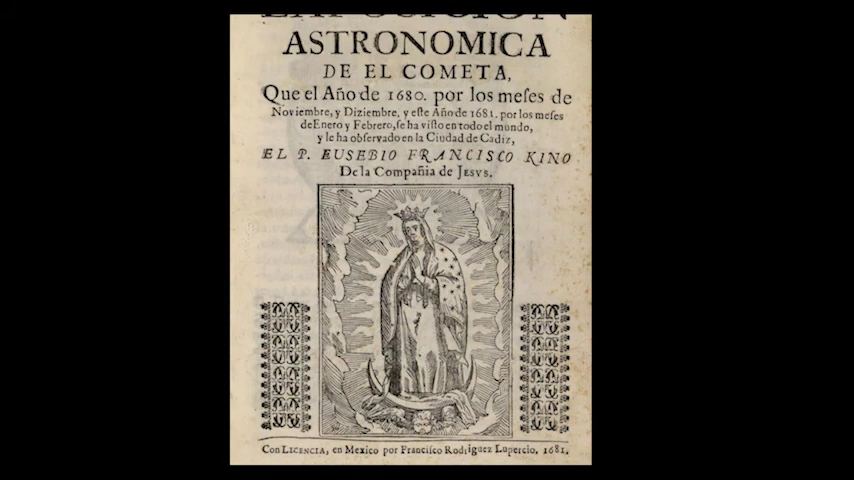 EXPOSICION
ASTRONOMICA
DE EL COMETA,
Que el Año de 1680. por los meſes de
Noviembre, y Diziembre, y eſte Año de 1681. por los meſes
de Enero y Febrero, ſe ha viſto en todo el mundo,
y le ha obſervado en la Ciudad de Cadiz,
EL P. EUSEBIO FRANCISCO KINO
De la Compañia de JESVS.
Con LICENCIA, en Mexico por Franciſco Rodriguez Lupercio. 1681.